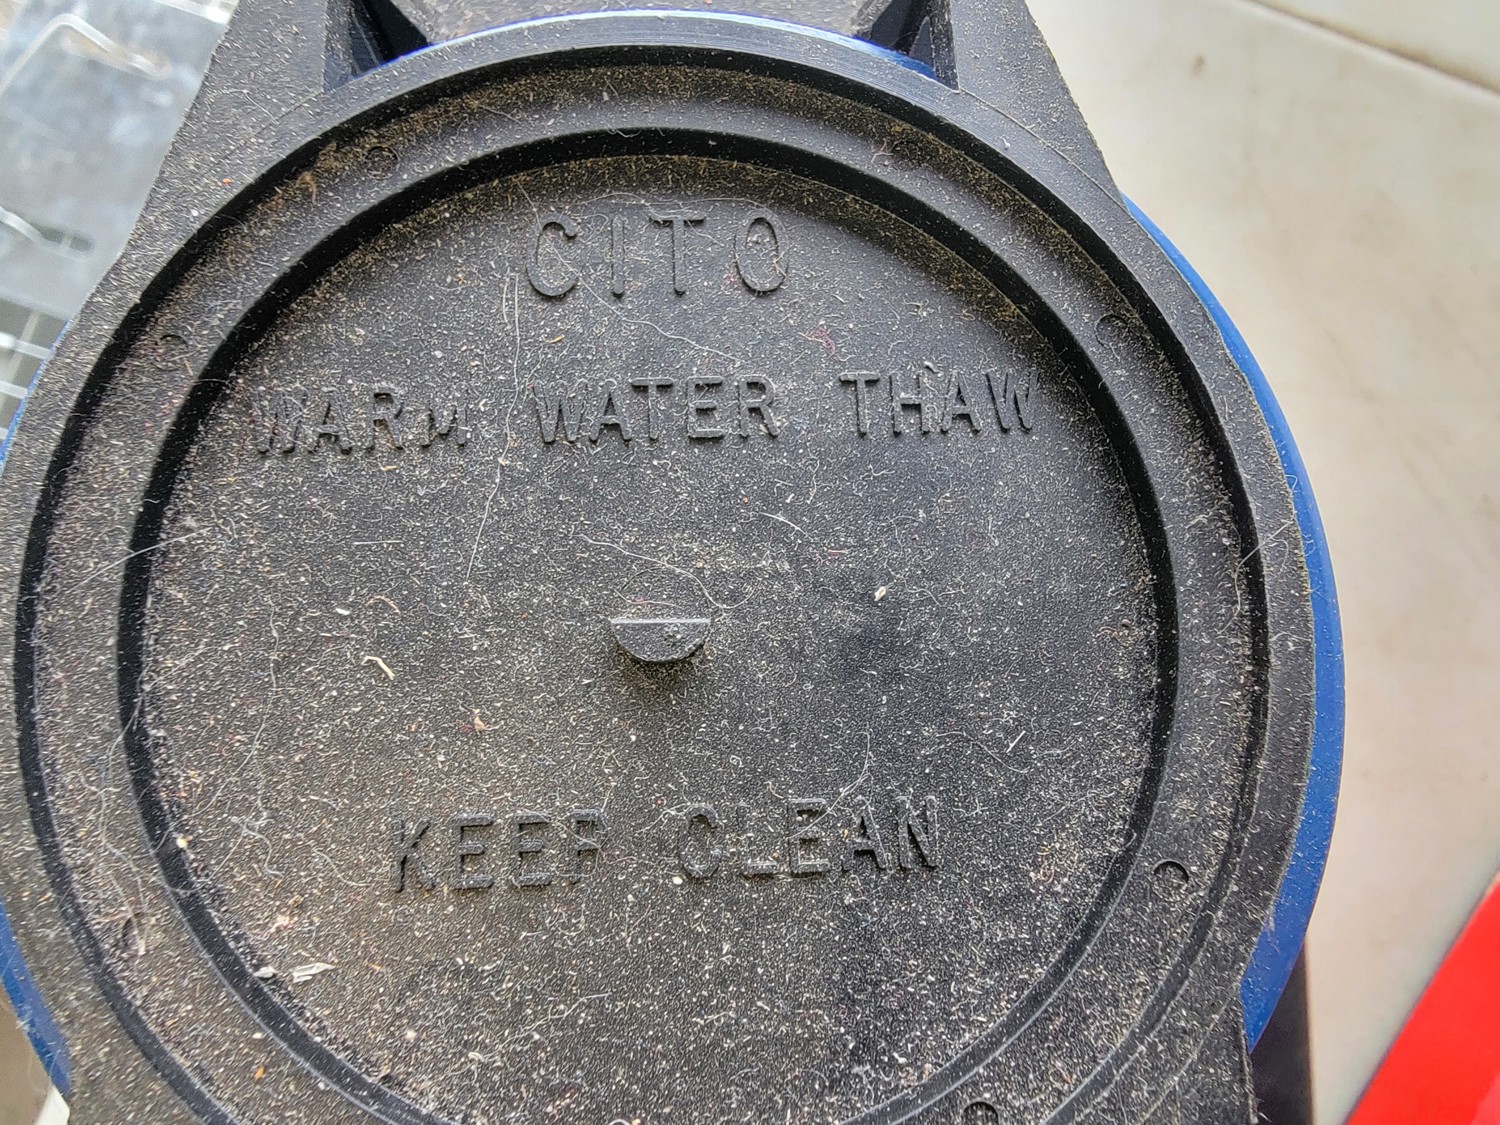 CITO
WARM WATER THAW
KEEP CLEAN